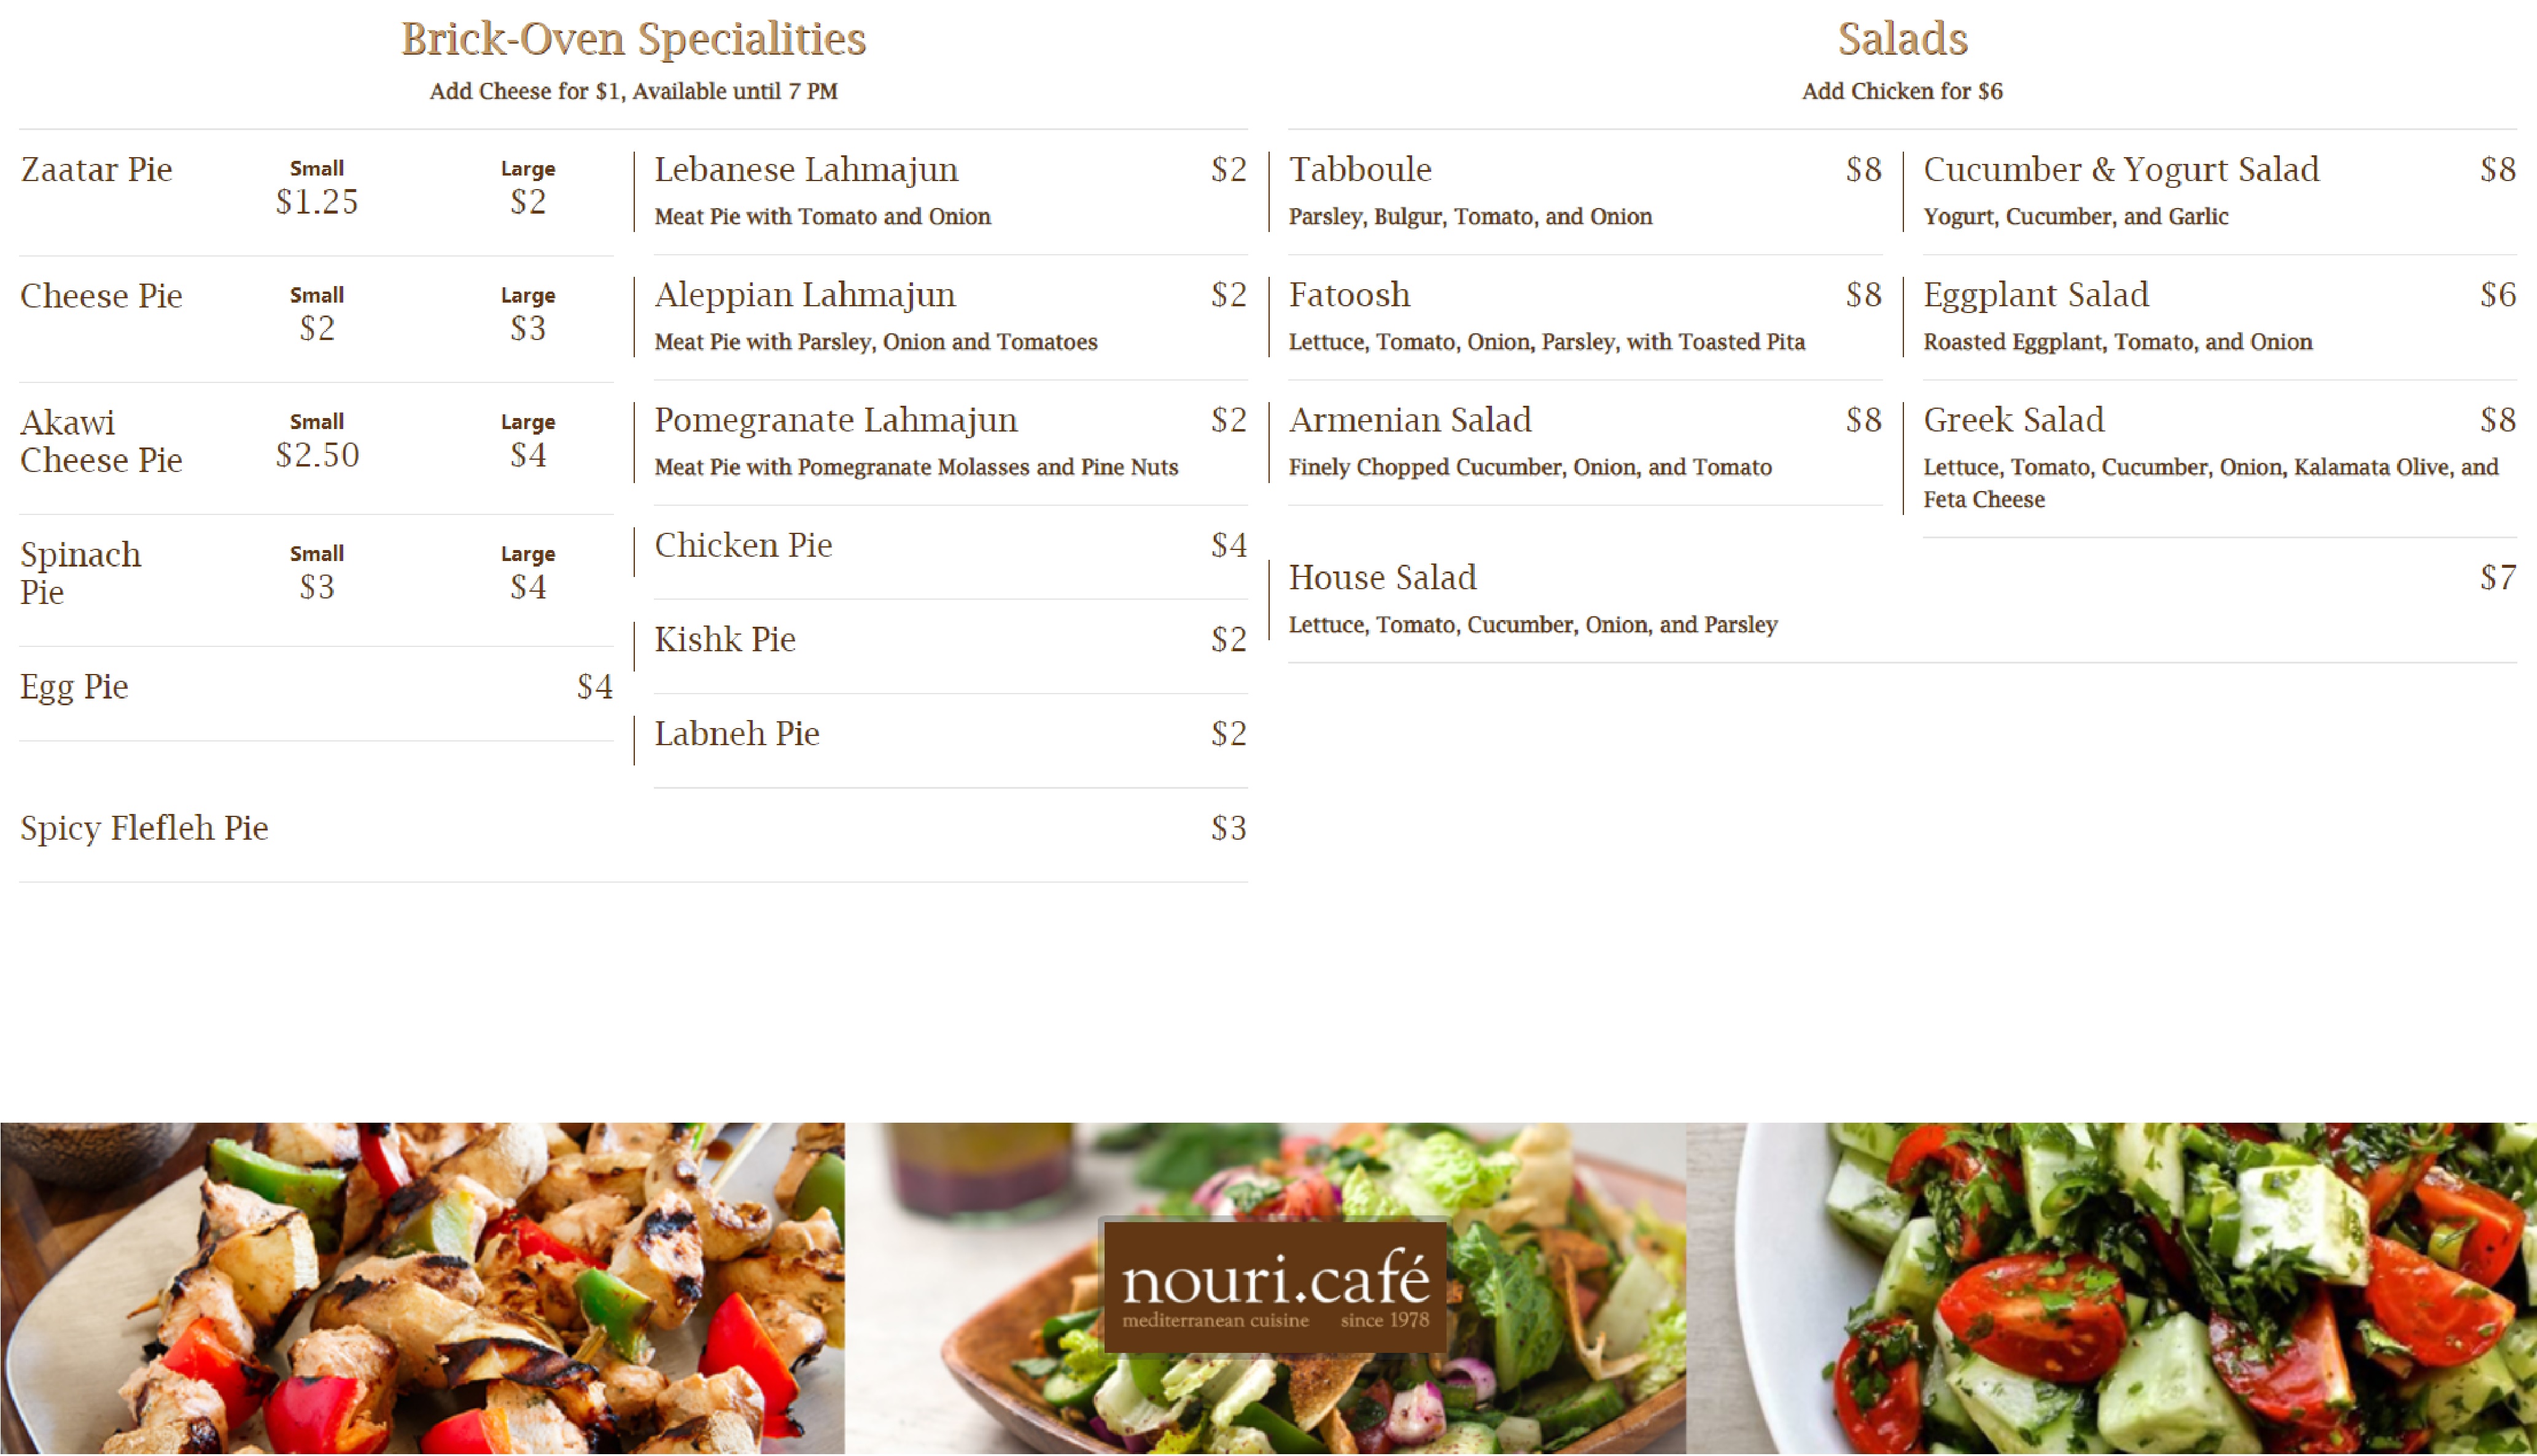 Brick-Oven Specialities
Add Cheese for $1, Available until 7 PM
Zaatar Pie
Small
$1.25
Large
$2
Cheese Pie
Small
$2
Large
$3
Akawi
Cheese Pie
Small
$2.50
Large
$4
Spinach
Pie
Small
$3
Large
$4
Egg Pie $4
Lebanese Lahmajun $2
Meat Pie with Tomato and Onion
Aleppian Lahmajun $2
Meat Pie with Parsley, Onion and Tomatoes
Pomegranate Lahmajun $2
Meat Pie with Pomegranate Molasses and Pine Nuts
Chicken Pie $4
Kishk Pie $2
Labneh Pie $2
Spicy Flefleh Pie $3
Salads
Add Chicken for $6
Tabboule $8
Parsley, Bulgur, Tomato, and Onion
Fatoosh $8
Lettuce, Tomato, Onion, Parsley, with Toasted Pita
Armenian Salad $8
Finely Chopped Cucumber, Onion, and Tomato
Cucumber & Yogurt Salad $8
Yogurt, Cucumber, and Garlic
Eggplant Salad $6
Roasted Eggplant, Tomato, and Onion
Greek Salad $8
Lettuce, Tomato, Cucumber, Onion, Kalamata Olive, and
Feta Cheese
House Salad $7
Lettuce, Tomato, Cucumber, Onion, and Parsley
nouri.café
mediterranean cuisine since 1978